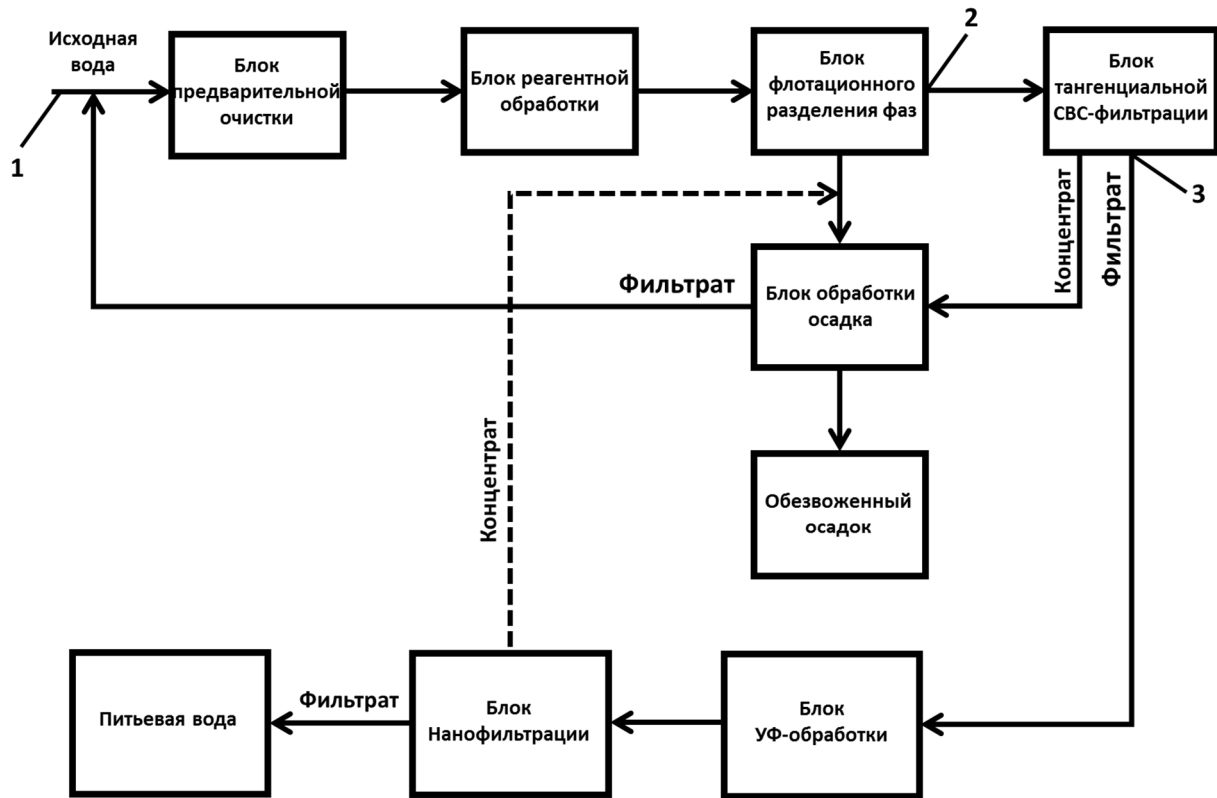 Исходная
вода
1
Блок
предварительной
очистки
Блок реагентной
обработки
Блок
флотационного
разделения фаз
2
Блок
тангенциальной
СВС-фильтрации
3
Концентрат
Фильтрат
Фильтрат
Блок обработки
осадка
Концентрат
Обезвоженный
осадок
Питьевая вода
Фильтрат
Блок
Нанофильтрации
Блок
УФ-обработки